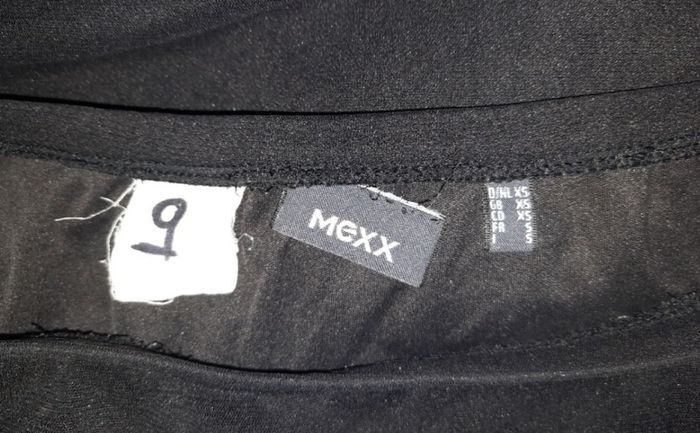 9
Mexx
D/NL XS
GB XS
CD XS
FR S
I S